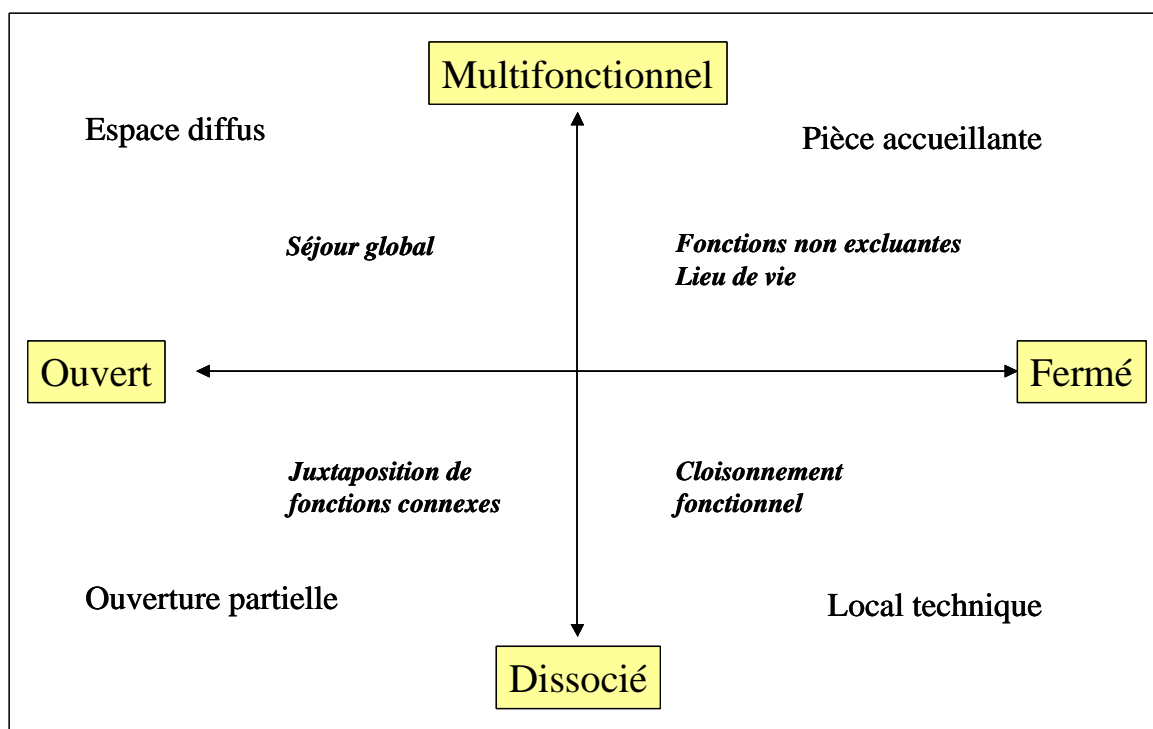 Multifonctionnel
Espace diffus
Pièce accueillante
Séjour global
Fonctions non excluantes
Lieu de vie
Ouvert
Fermé
Juxtaposition de
fonctions connexes
Cloisonnement
fonctionnel
Ouverture partielle
Local technique
Dissocié